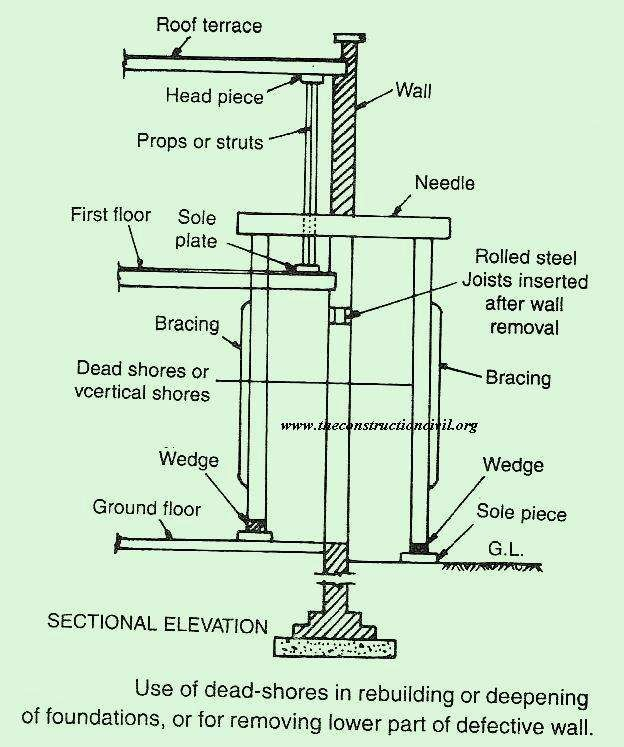 Roof terrace
Head piece
Wall
Props or struts
Needle
First floor
Sole
plate
Rolled steel
Joists inserted
after wall
removal
Bracing
Dead shores or
vcertical shores
Bracing
www.theconstructioncivil.org
Wedge
Wedge
Ground floor
Sole piece
G.L.
SECTIONAL ELEVATION
Use of dead-shores in rebuilding or deepening
of foundations, or for removing lower part of defective wall.